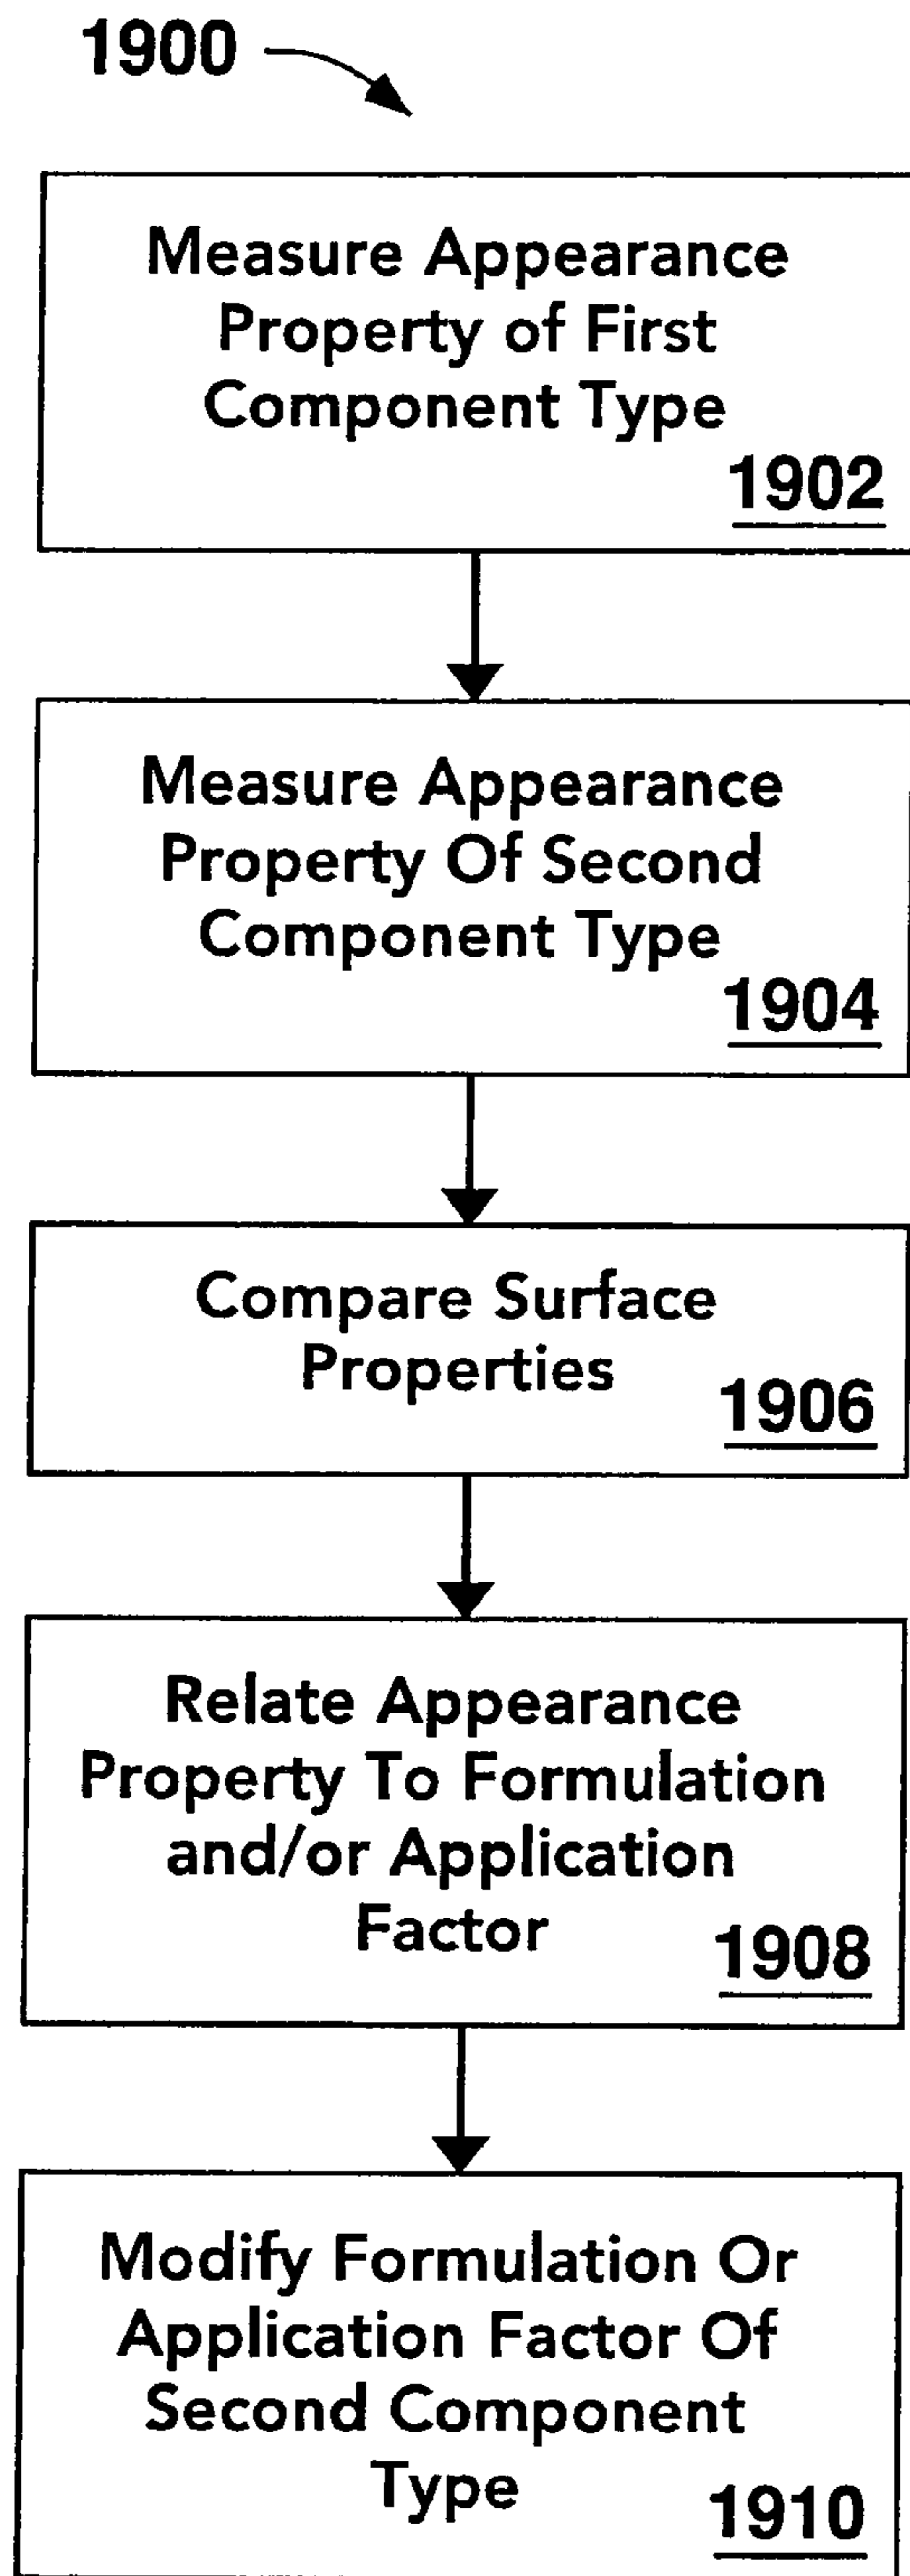 1900
Measure Appearance
Property of First
Component Type
1902
Measure Appearance
Property Of Second
Component Type
1904
Compare Surface
Properties
1906
Relate Appearance
Property To Formulation
and/or Application
Factor
1908
Modify Formulation Or
Application Factor Of
Second Component
Type
1910